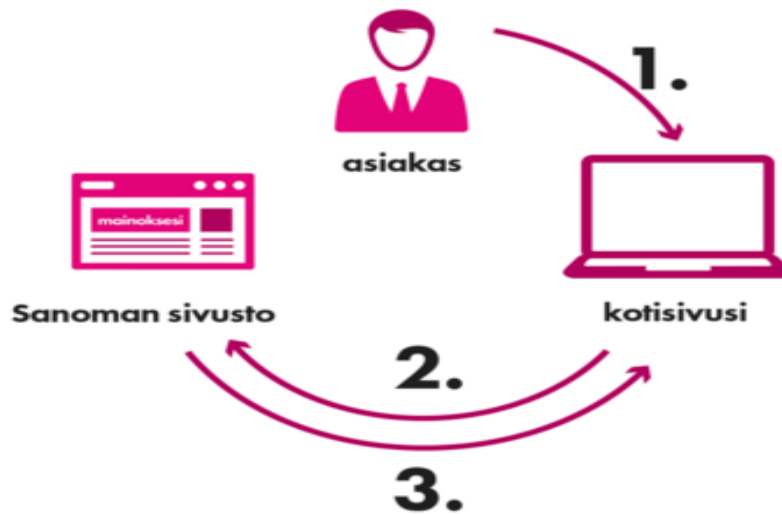 1.
asiakas
mainoksesi
Sanoman sivusto
kotisivusi
2.
3.